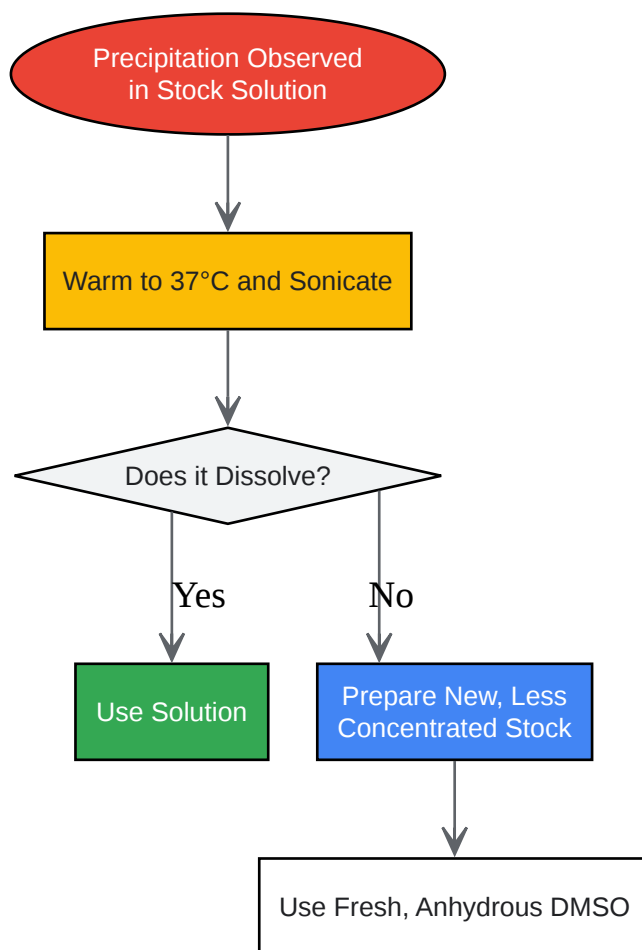 Precipitation Observed
in Stock Solution
Warm to 37°C and Sonicate
Does it Dissolve?
Yes
No
Use Solution
Prepare New, Less
Concentrated Stock
Use Fresh, Anhydrous DMSO